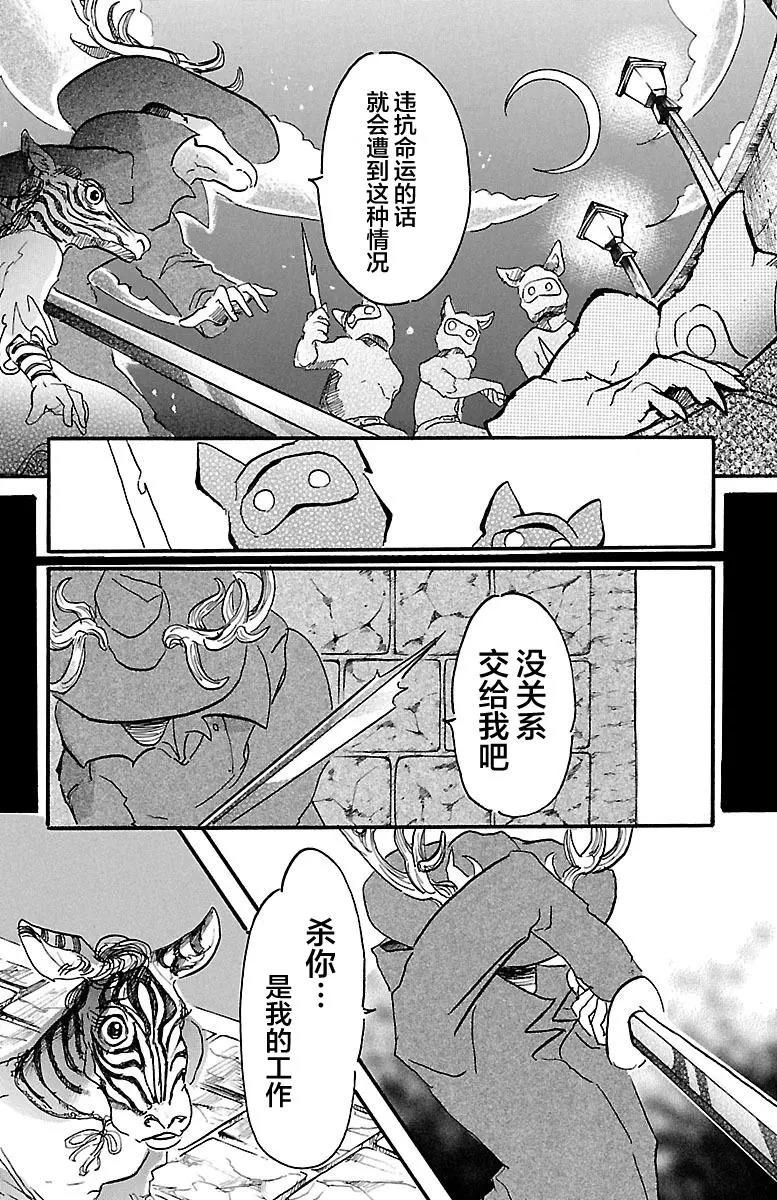 违抗命运的话
就会遭到这种情况
没关系
交给我吧
杀你…
是我的工作